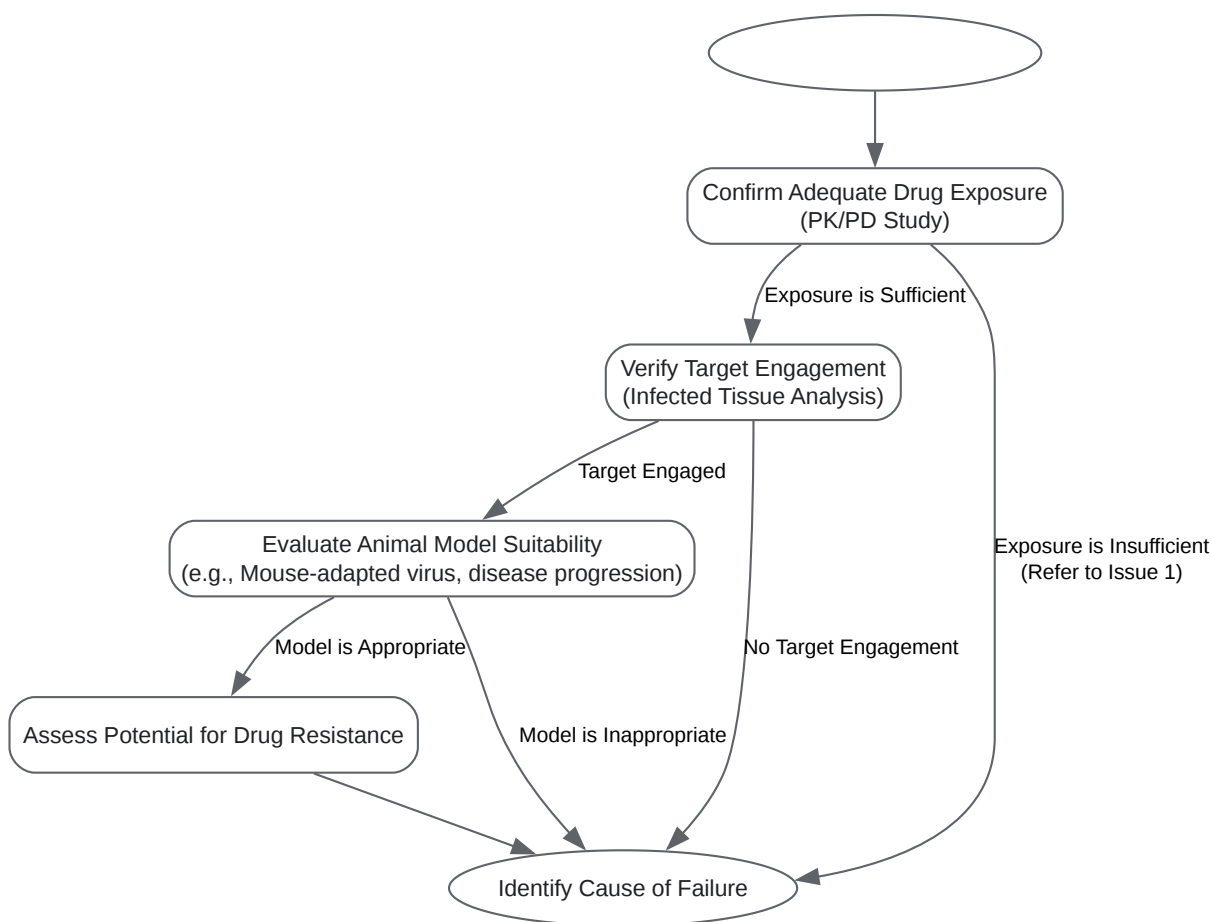 Confirm Adequate Drug Exposure
(PK/PD Study)
Exposure is Sufficient
Verify Target Engagement
(Infected Tissue Analysis)
Target Engaged
Evaluate Animal Model Suitability
(e.g., Mouse-adapted virus, disease progression)
Exposure is Insufficient
(Refer to Issue 1)
Model is Appropriate
No Target Engagement
Assess Potential for Drug Resistance
Model is Inappropriate
Identify Cause of Failure